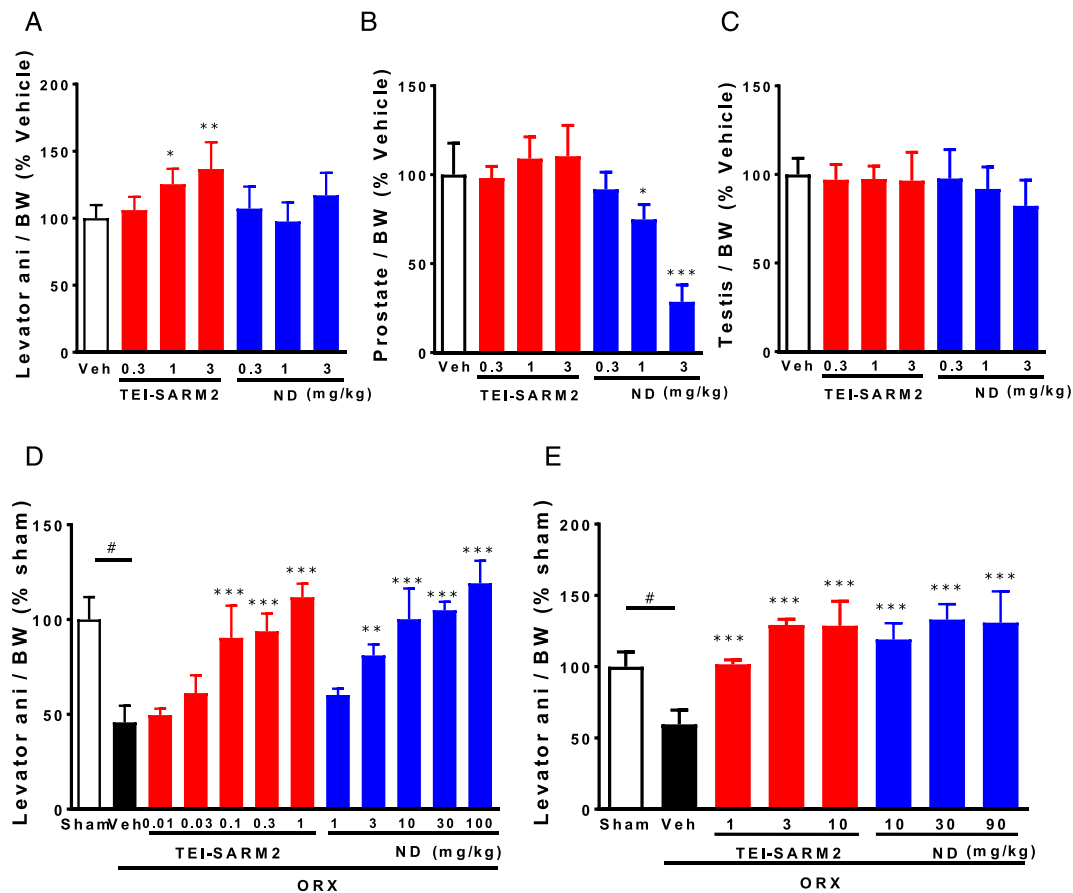 A
Levator ani / BW (% Vehicle)
200
150
100
50
0
* **
Veh 0.3 1 3 0.3 1 3
TEI-SARM2 ND (mg/kg)
B
Prostate / BW (% Vehicle)
150
100
50
0
* ***
Veh 0.3 1 3 0.3 1 3
TEI-SARM2 ND (mg/kg)
C
Testis / BW (% Vehicle)
150
100
50
0
Veh 0.3 1 3 0.3 1 3
TEI-SARM2 ND (mg/kg)
D
Levator ani / BW (% sham)
150
100
50
0
# *** *** *** ** *** *** ***
Sham Veh 0.01 0.03 0.1 0.3 1 1 3 10 30 100
TEI-SARM2 ND (mg/kg)
ORX
E
Levator ani / BW (% sham)
200
150
100
50
0
# *** *** *** *** *** ***
Sham Veh 1 3 10 10 30 90
TEI-SARM2 ND (mg/kg)
ORX